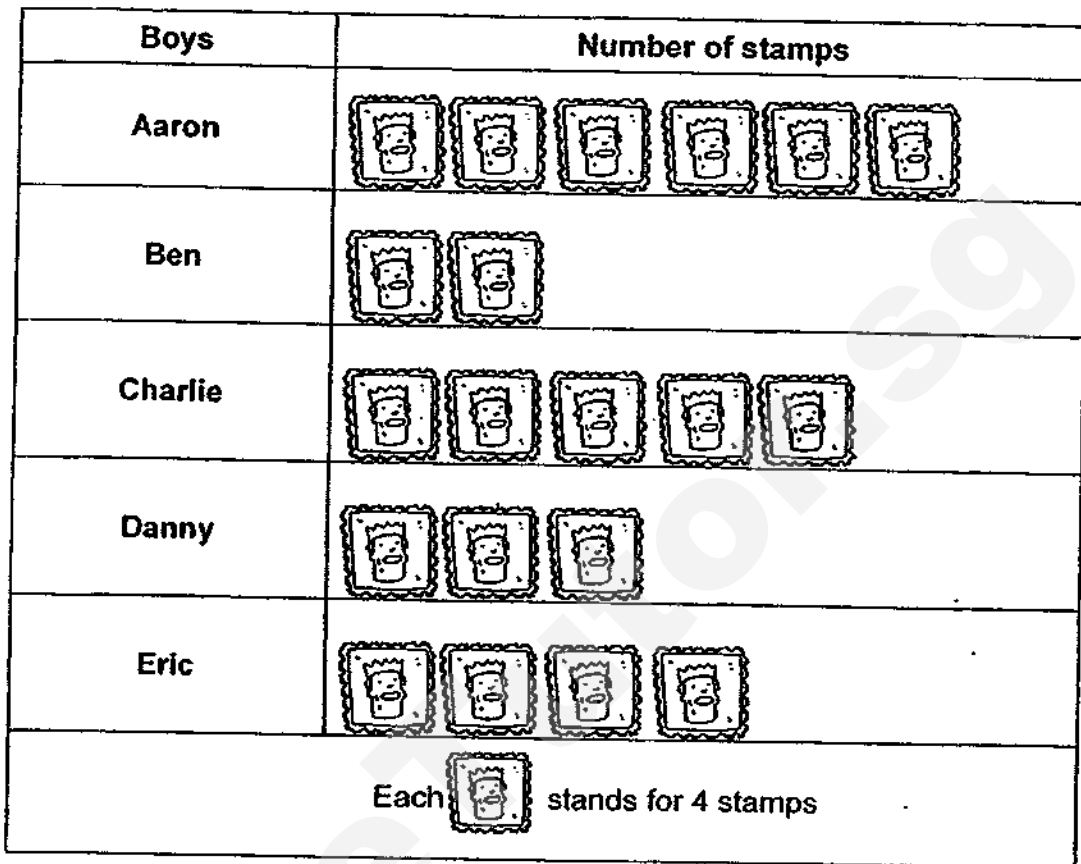 Boys Number of stamps
Aaron
Ben
Charlie
Danny
Eric
Each stands for 4 stamps